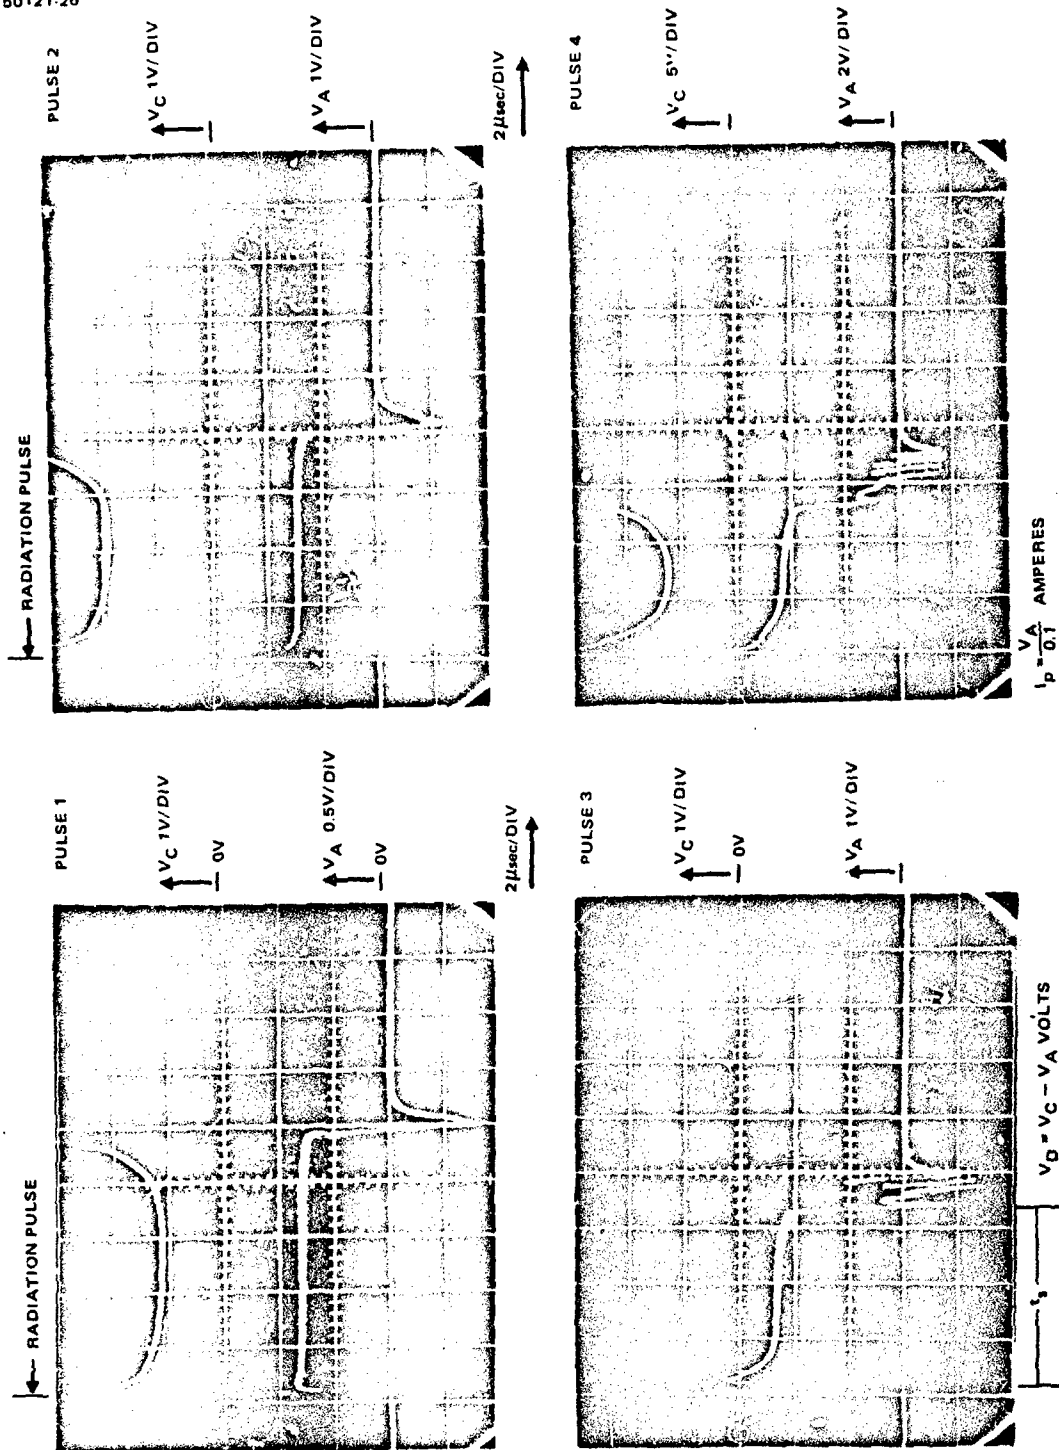 60121-26
RADIATION PULSE
PULSE 1
V_C 1V/DIV
0V
V_A 0.5V/DIV
0V
2µsec/DIV
RADIATION PULSE
PULSE 2
V_C 1V/DIV
V_A 1V/DIV
2µsec/DIV
PULSE 3
V_C 1V/DIV
0V
V_A 1V/DIV
t_s
V_D = V_C - V_A VOLTS
PULSE 4
V_C 5V/DIV
V_A 2V/DIV
I_p = V_A/0.1 AMPERES